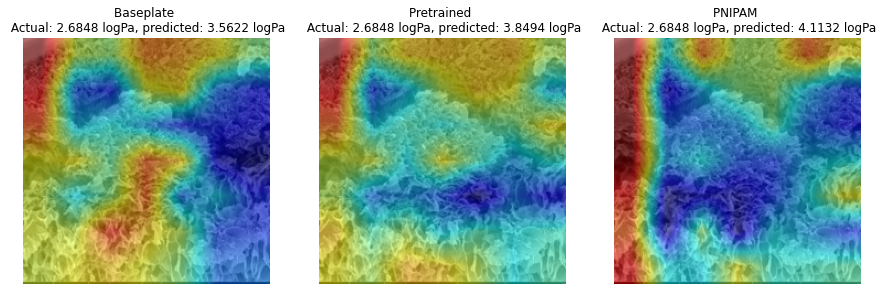 Baseplate
Actual: 2.6848 logPa, predicted: 3.5622 logPa
Pretrained
Actual: 2.6848 logPa, predicted: 3.8494 logPa
PNIPAM
Actual: 2.6848 logPa, predicted: 4.1132 logPa